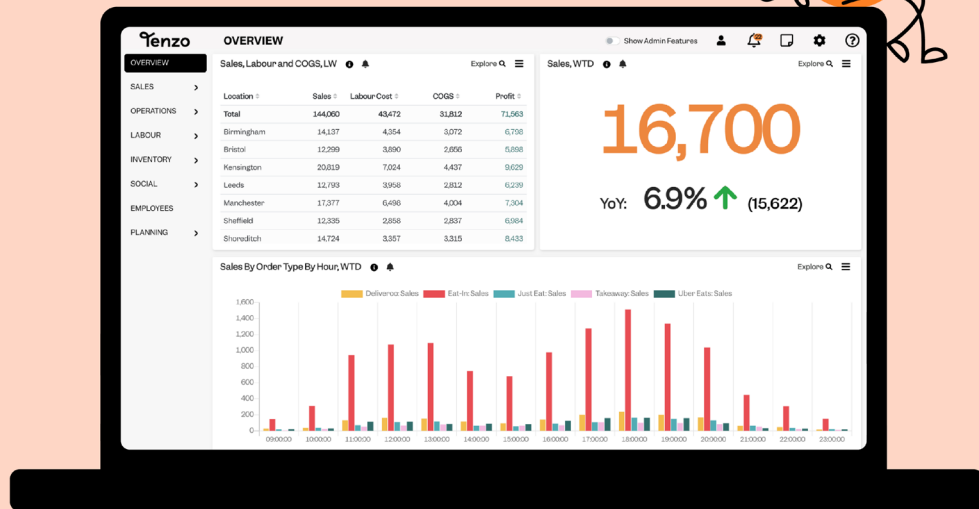 Tenzo
OVERVIEW
Show Admin Features
23
OVERVIEW
SALES
OPERATIONS
LABOUR
INVENTORY
SOCIAL
EMPLOYEES
PLANNING
Sales, Labour and COGS, LW
Explore
Location Sales Labour Cost COGS Profit
Total 144,060 43,472 31,812 71,563
Birmingham 14,137 4,354 3,072 6,798
Bristol 12,299 3,890 2,656 5,898
Kensington 20,819 7,024 4,437 9,629
Leeds 12,793 3,958 2,812 6,239
Manchester 17,377 6,498 4,004 7,304
Sheffield 12,335 2,858 2,837 6,984
Shoreditch 14,724 3,357 3,315 8,433
Sales, WTD
Explore
16,700
YoY: 6.9% (15,622)
Sales By Order Type By Hour, WTD
Explore
Deliveroo: Sales Eat-In: Sales Just Eat: Sales Takeaway: Sales Uber Eats: Sales
1,600
1,400
1,200
1,000
800
600
400
200
0
09:00:00 10:00:00 11:00:00 12:00:00 13:00:00 14:00:00 15:00:00 16:00:00 17:00:00 18:00:00 19:00:00 20:00:00 21:00:00 22:00:00 23:00:00